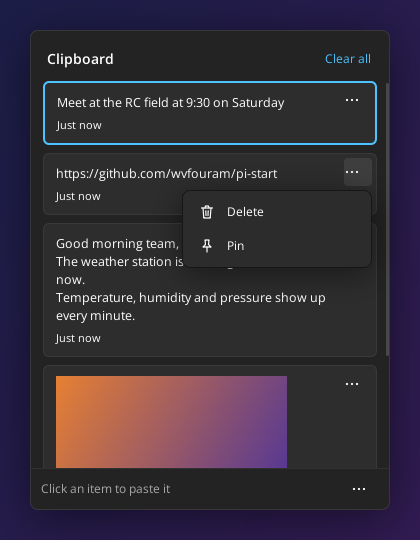 Clipboard
Clear all
Meet at the RC field at 9:30 on Saturday
Just now
https://github.com/wvfouram/pi-start
Just now
Delete
Pin
Good morning team,
The weather station is
now.
Temperature, humidity and pressure show up
every minute.
Just now
Click an item to paste it